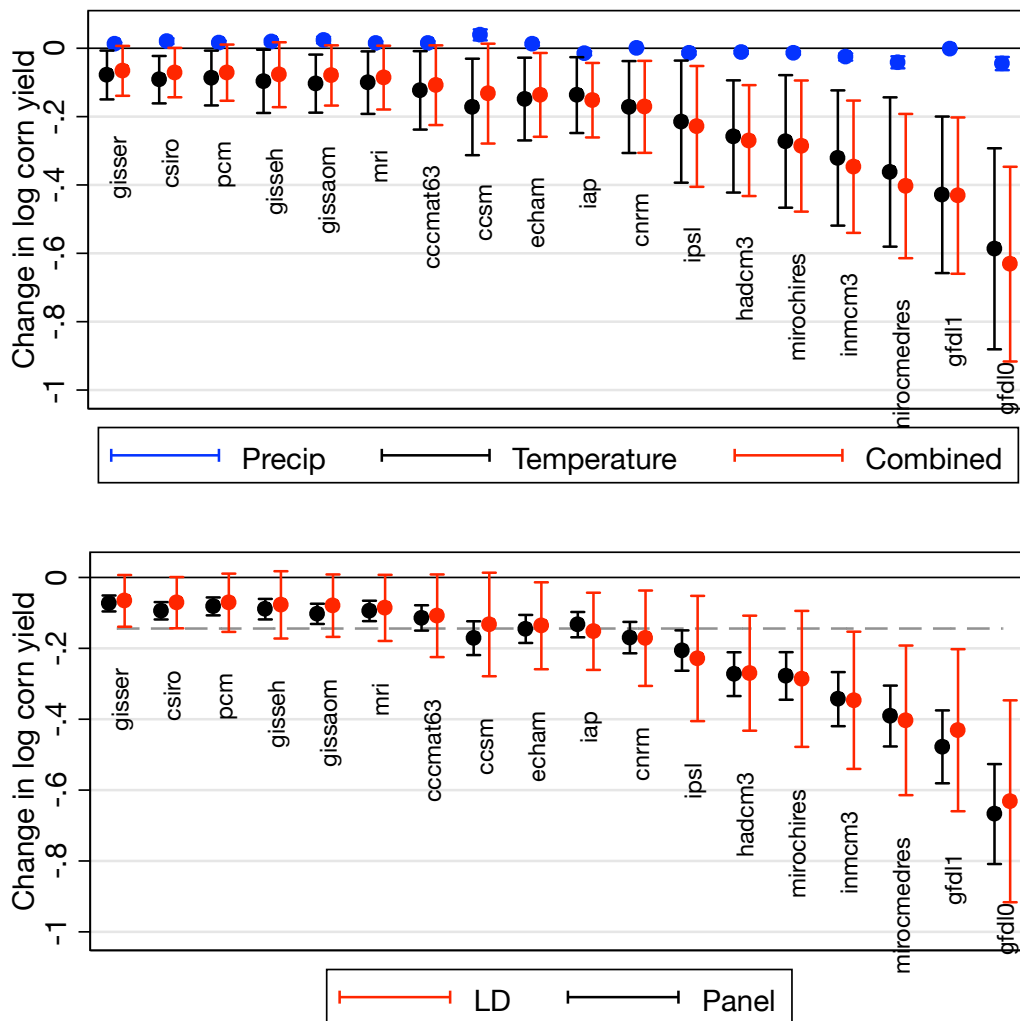 Change in log corn yield
0
-.2
-.4
-.6
-.8
-1
gisser
csiro
pcm
gisseh
gissaom
mri
cccmat63
ccsm
echam
iap
cnrm
ipsl
hadcm3
mirochires
inmcm3
mirocmedres
gfdl1
gfdl0
Precip Temperature Combined
Change in log corn yield
0
-.2
-.4
-.6
-.8
-1
gisser
csiro
pcm
gisseh
gissaom
mri
cccmat63
ccsm
echam
iap
cnrm
ipsl
hadcm3
mirochires
inmcm3
mirocmedres
gfdl1
gfdl0
LD Panel